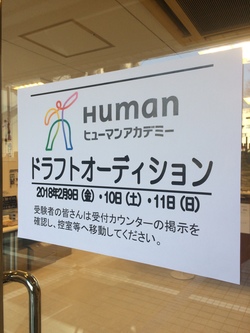 Human
ヒューマンアカデミー
ドラフトオーディション
2018年2月9日（金）・10日（土）・11日（日）
受験者の皆さんは受付カウンターの掲示を
確認し、控室等へ移動してください。